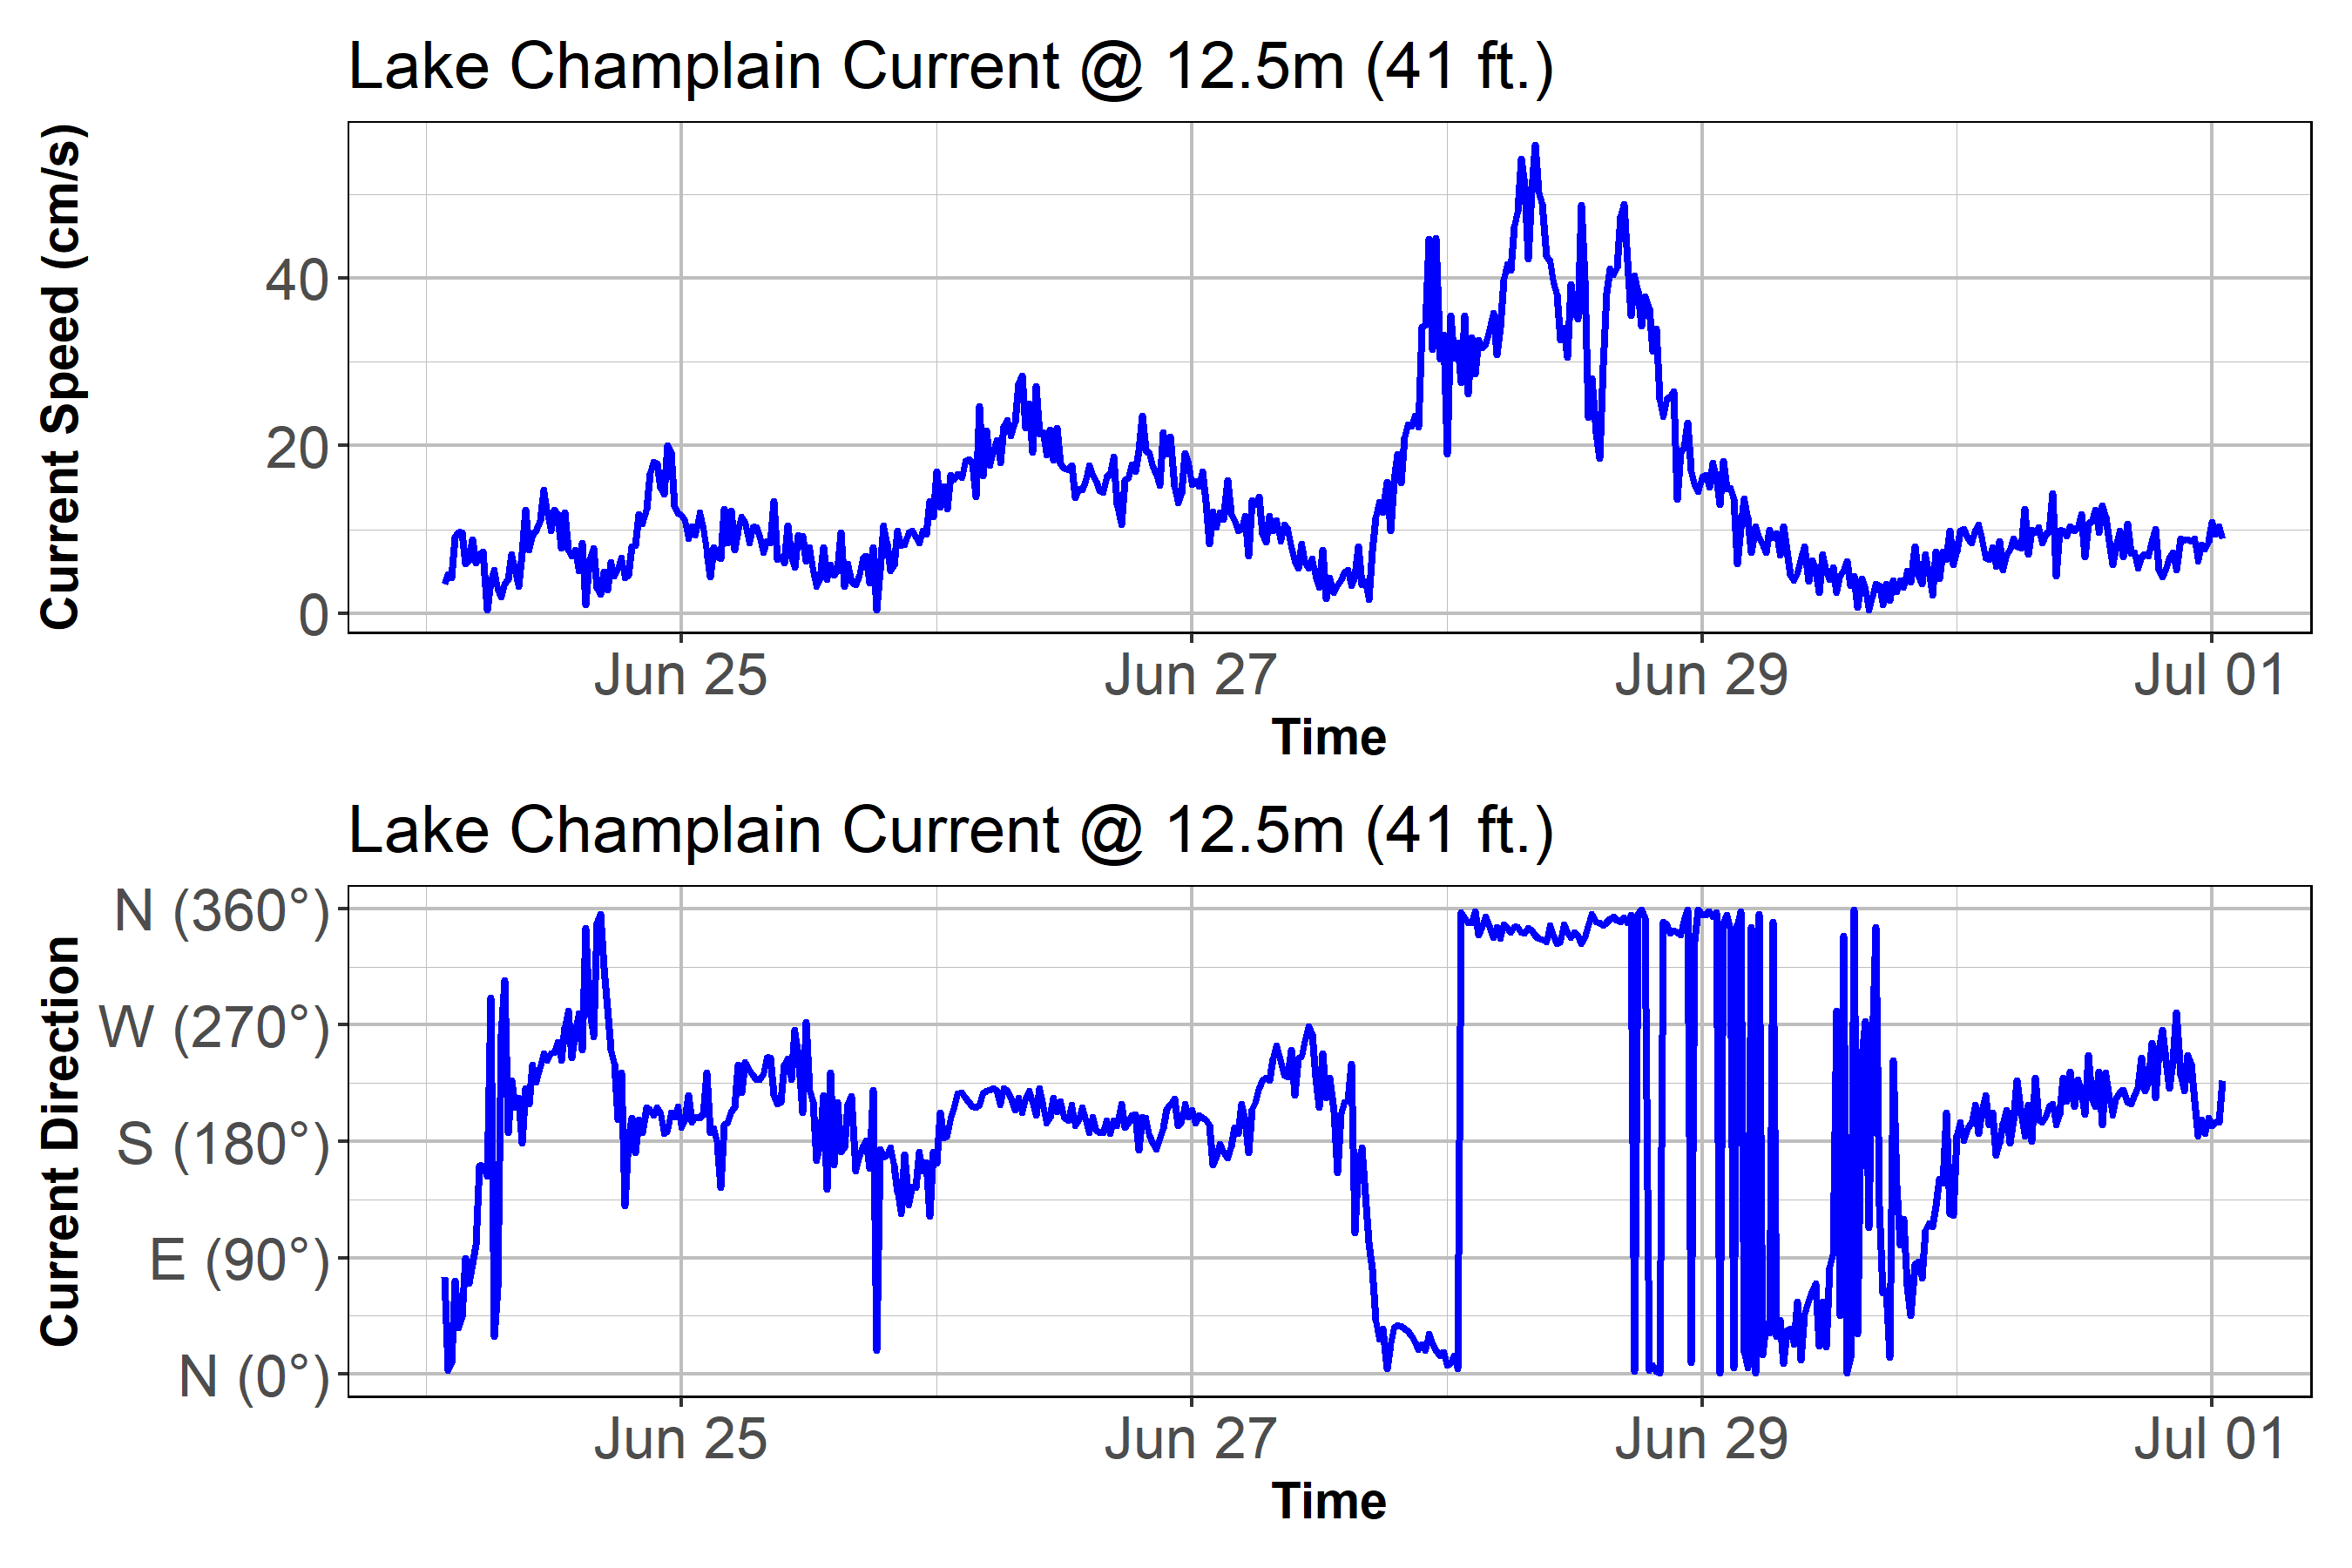 Lake Champlain Current @ 12.5m (41 ft.)
Current Speed (cm/s)
40
20
0
Jun 25
Jun 27
Jun 29
Jul 01
Time
Lake Champlain Current @ 12.5m (41 ft.)
Current Direction
N (360°)
W (270°)
S (180°)
E (90°)
N (0°)
Jun 25
Jun 27
Jun 29
Jul 01
Time